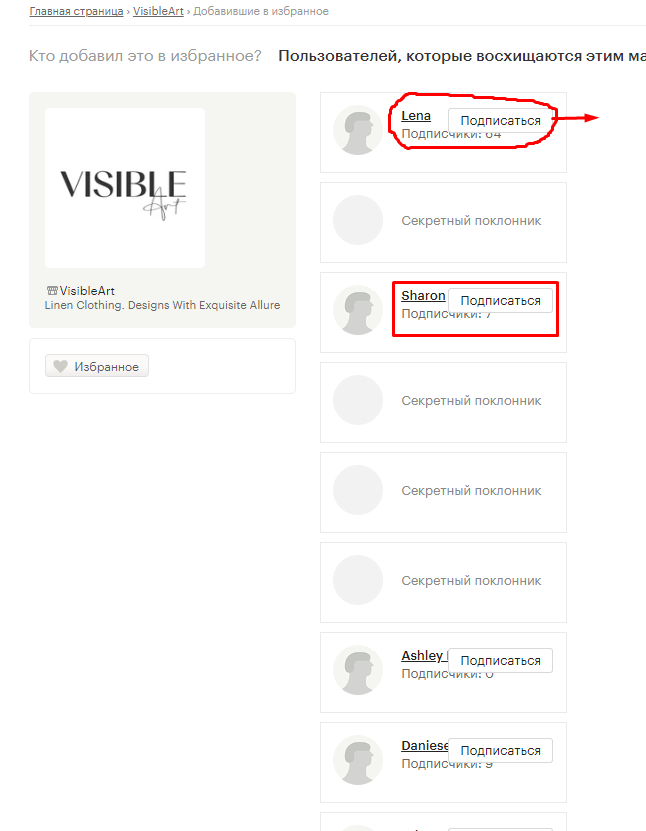 Главная страница › VisibleArt › Добавившие в избранное
Кто добавил это в избранное? Пользователей, которые восхищаются этим ма
VISIBLE
Art
VisibleArt
Linen Clothing. Designs With Exquisite Allure
Избранное
Lena
Подписаться
Подписчики: 64
Секретный поклонник
Sharon
Подписаться
Подписчики: 7
Секретный поклонник
Секретный поклонник
Секретный поклонник
Ashley
Подписаться
Подписчики: 0
Daniese
Подписаться
Подписчики: 9